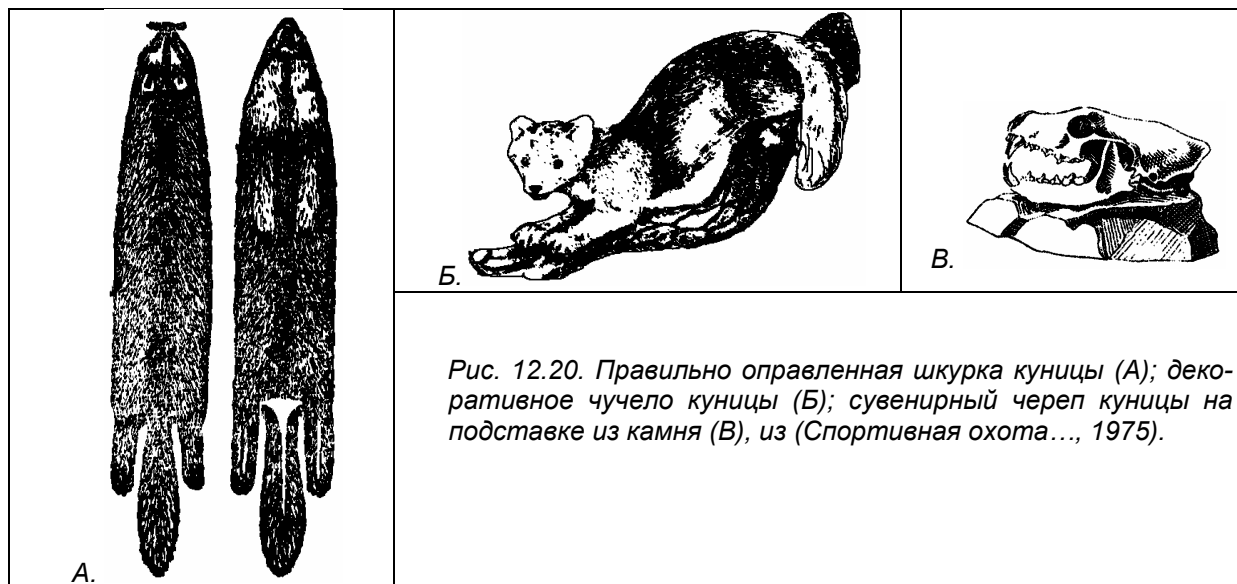 А.
Б.
В.
Рис. 12.20. Правильно оправленная шкурка куницы (А); деко-
ративное чучело куницы (Б); сувенирный череп куницы на
подставке из камня (В), из (Спортивная охота…, 1975).